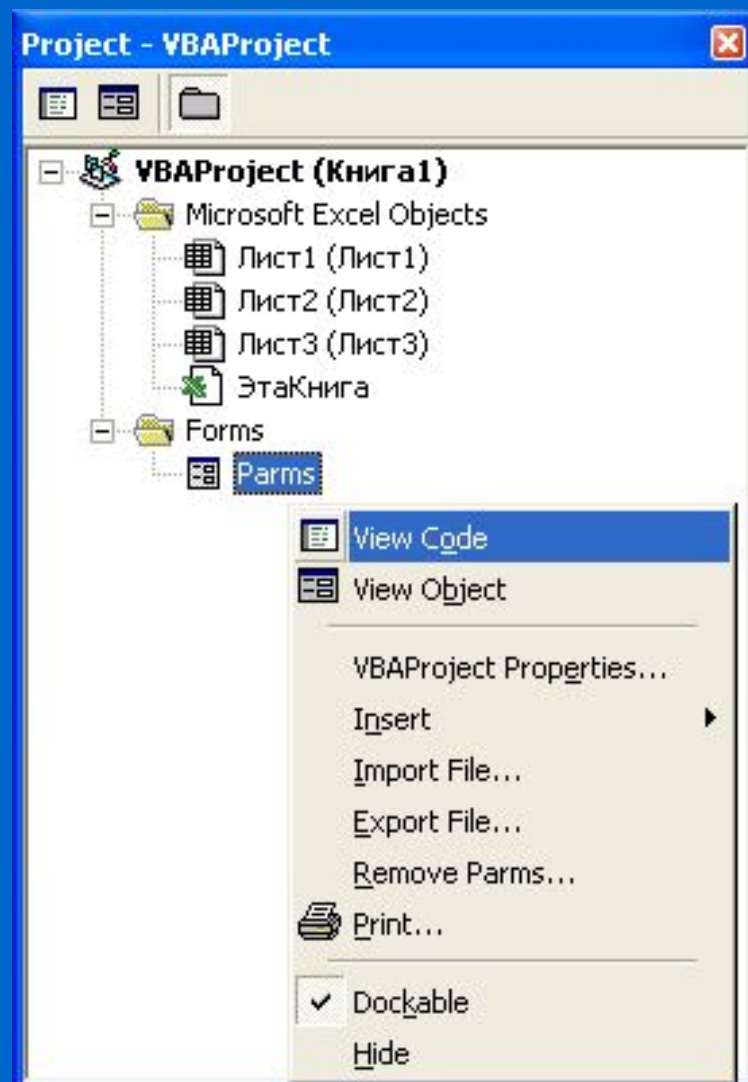 Project - VBAProject
VBAProject (Книга1)
Microsoft Excel Objects
Лист1 (Лист1)
Лист2 (Лист2)
Лист3 (Лист3)
ЭтаКнига
Forms
Parms
View Code
View Object
VBAProject Properties...
Insert
Import File...
Export File...
Remove Parms...
Print...
Dockable
Hide